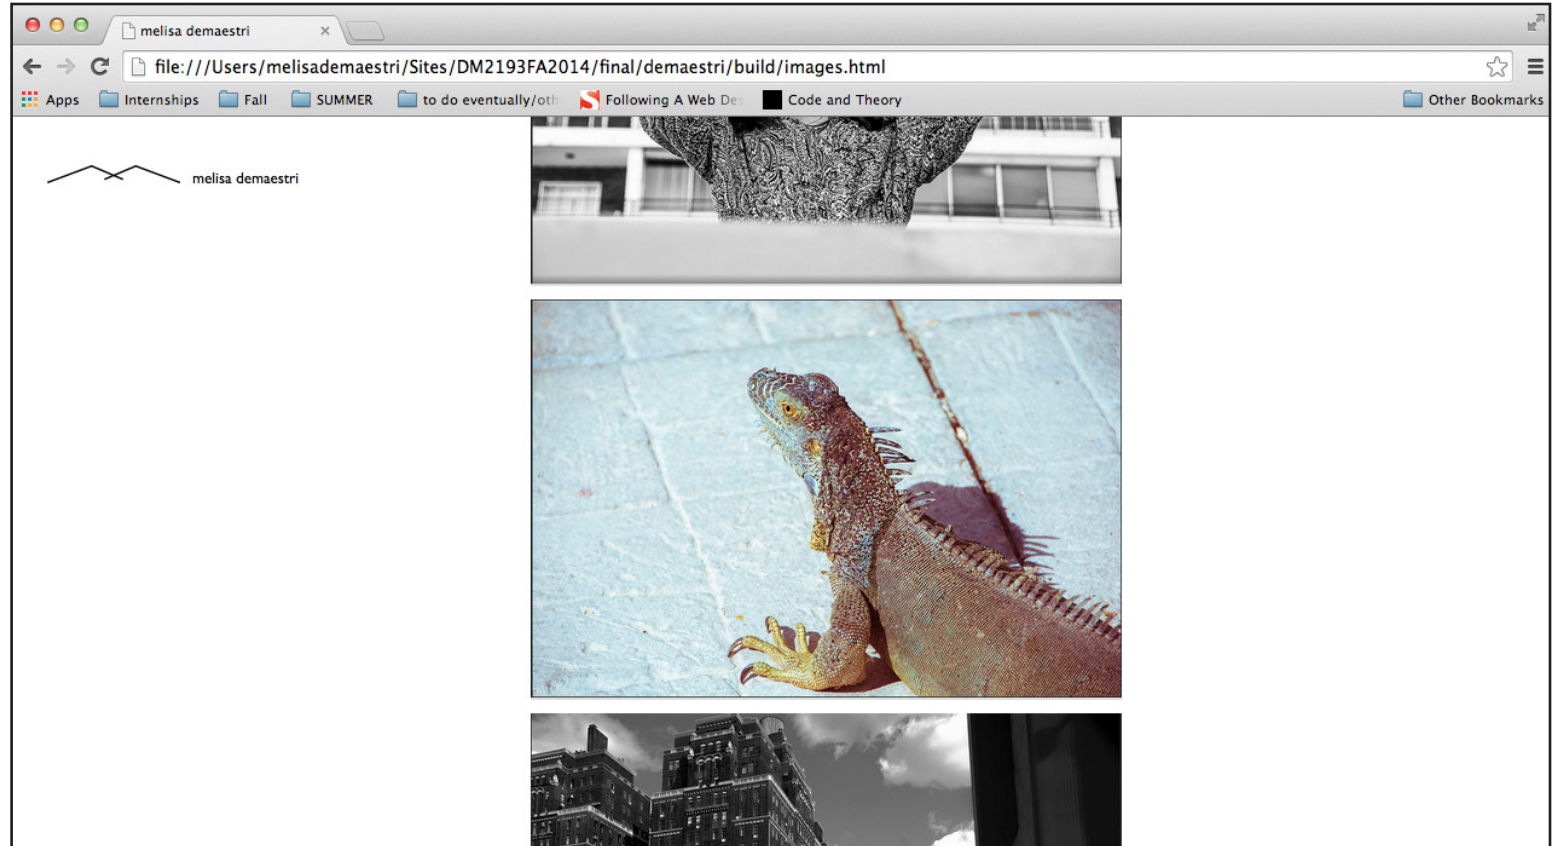 melisa demaestri
file:///Users/melisademaestri/Sites/DM2193FA2014/final/demaestri/build/images.html
Apps Internships Fall SUMMER to do eventually/oth Following A Web Des Code and Theory Other Bookmarks
melisa demaestri